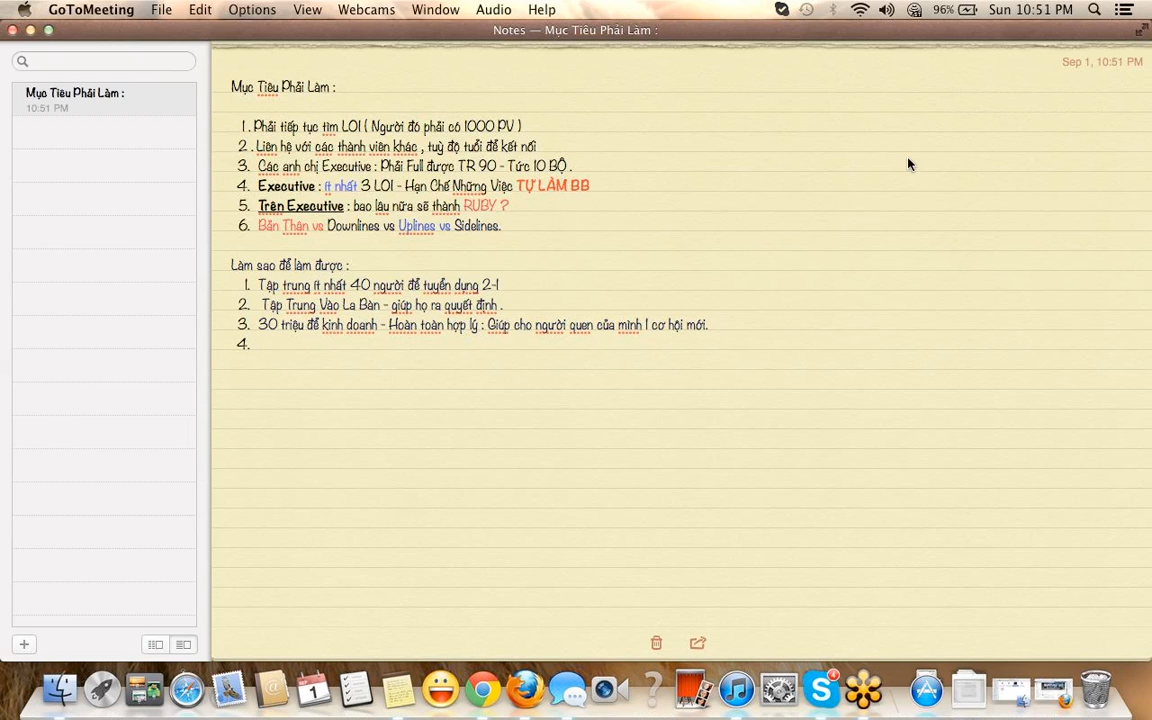 GoToMeeting File Edit Options View Webcams Window Audio Help 96% Sun 10:51 PM
Notes — Mục Tiêu Phải Làm :
Mục Tiêu Phải Làm :
10:51 PM
Sep 1, 10:51 PM
Mục Tiêu Phải Làm :
1. Phải tiếp tục tìm LOI ( Người đó phải có 1000 PV )
2. Liên hệ với các thành viên khác , tuỳ độ tuổi để kết nối
3. Các anh chị Executive : Phải Full được TR 90 - Tức 10 BỘ .
4. Executive : ít nhất 3 LOI - Hạn Chế Những Việc TỰ LÀM BB
5. Trên Executive : bao lâu nữa sẽ thành RUBY ?
6. Bản Thân vs Downlines vs Uplines vs Sidelines.
Làm sao để làm được :
1. Tập trung ít nhất 40 người để tuyển dụng 2-1
2. Tập Trung Vào La Bàn - giúp họ ra quyết định .
3. 30 triệu để kinh doanh - Hoàn toàn hợp lý : Giúp cho người quen của mình 1 cơ hội mới.
4.
1
4